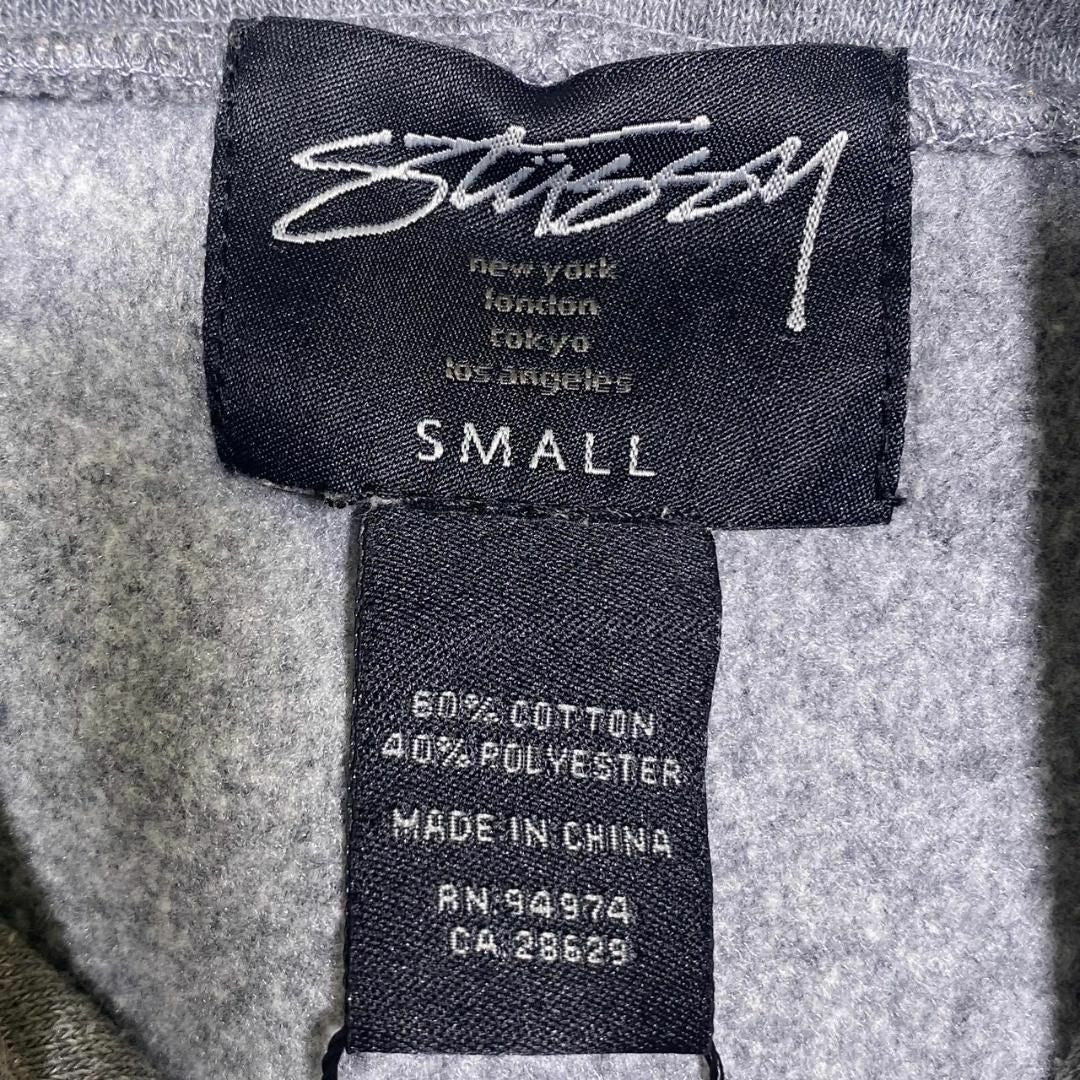 Stüssy
new york
london
tokyo
los angeles
SMALL
60% COTTON
40% POLYESTER
MADE IN CHINA
RN. 94974
CA. 28629